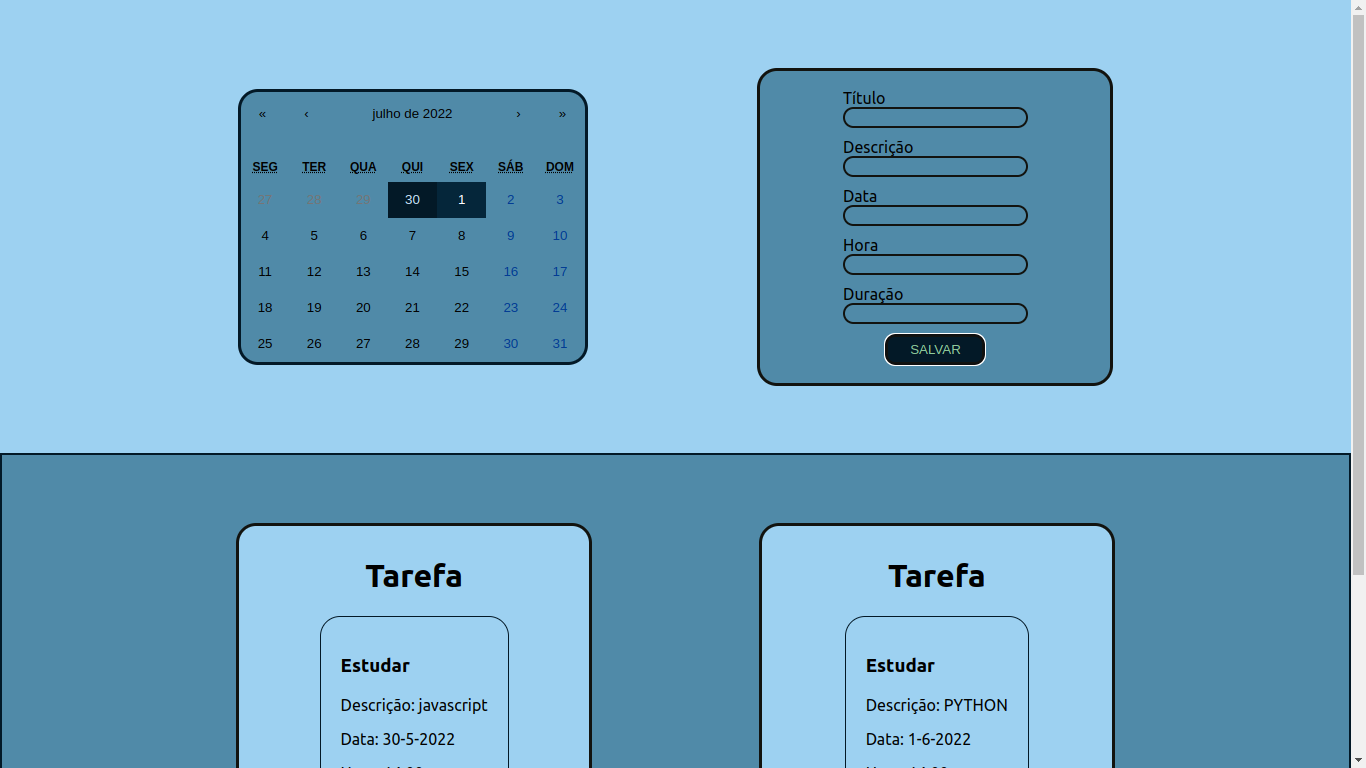 « ‹ julho de 2022 › »
SEG TER QUA QUI SEX SÁB DOM
27 28 29 30 1 2 3
4 5 6 7 8 9 10
11 12 13 14 15 16 17
18 19 20 21 22 23 24
25 26 27 28 29 30 31
Título
Descrição
Data
Hora
Duração
SALVAR
Tarefa
Estudar
Descrição: javascript
Data: 30-5-2022
Tarefa
Estudar
Descrição: PYTHON
Data: 1-6-2022